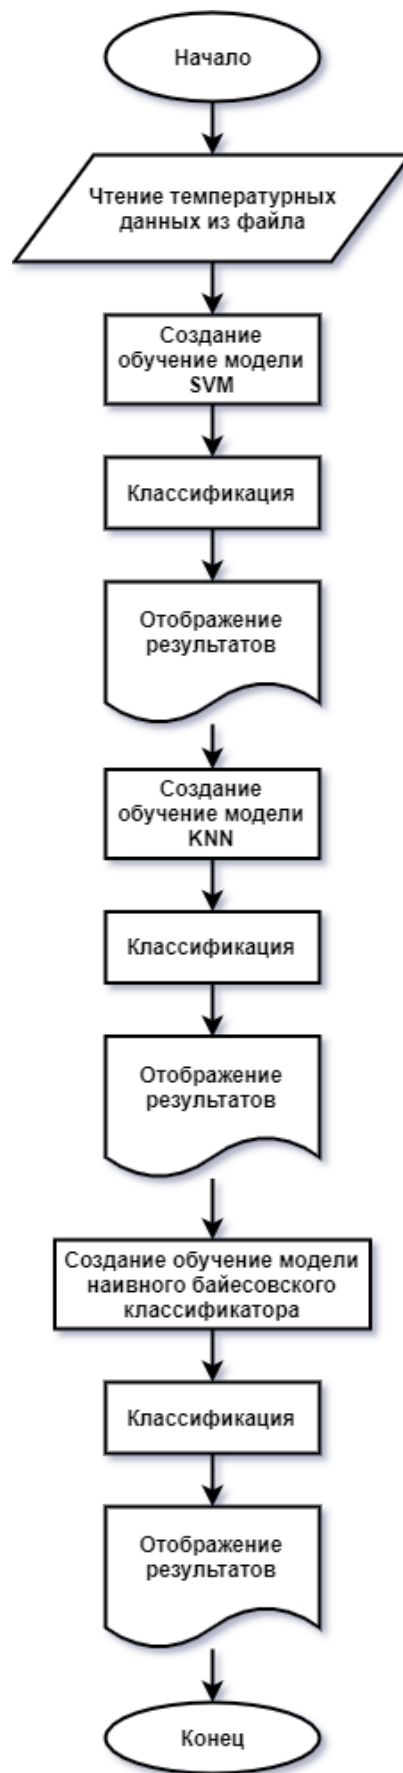 Начало
Чтение температурных
данных из файла
Создание
обучение модели
SVM
Классификация
Отображение
результатов
Создание
обучение модели
KNN
Классификация
Отображение
результатов
Создание обучение модели
наивного байесовского
классификатора
Классификация
Отображение
результатов
Конец